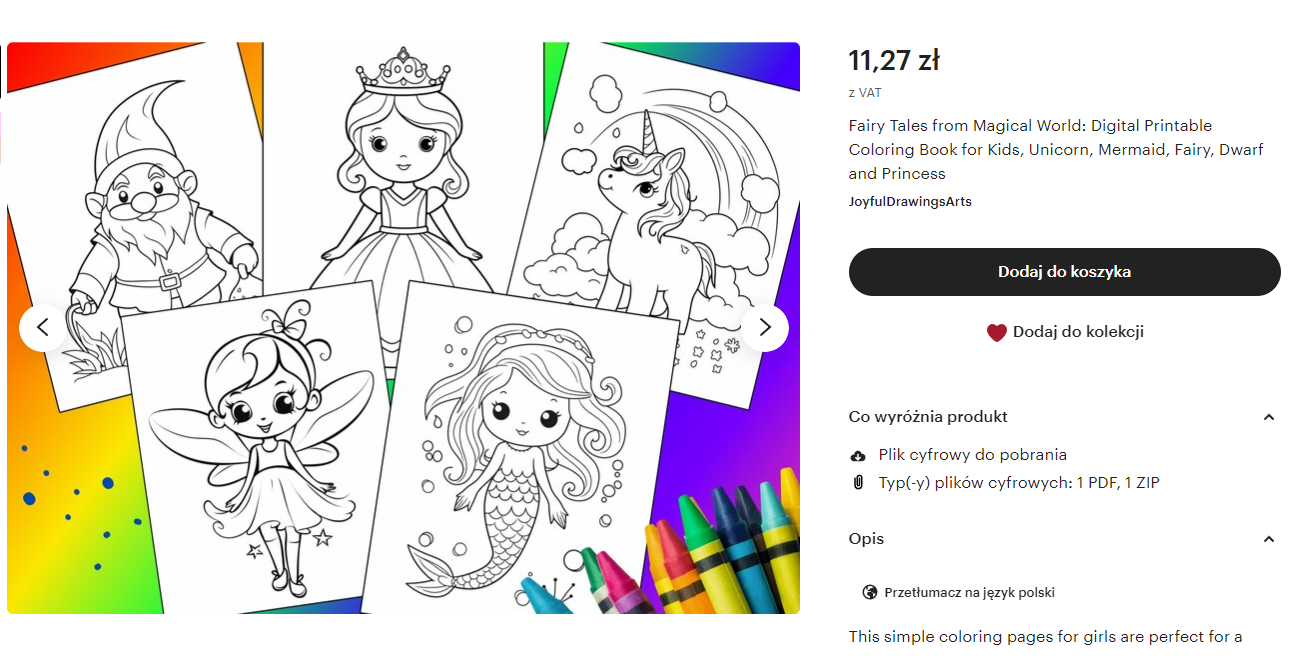 11,27 zł
z VAT
Fairy Tales from Magical World: Digital Printable
Coloring Book for Kids, Unicorn, Mermaid, Fairy, Dwarf
and Princess
JoyfulDrawingsArts
Dodaj do koszyka
Dodaj do kolekcji
Co wyróżnia produkt
Plik cyfrowy do pobrania
Typ(-y) plików cyfrowych: 1 PDF, 1 ZIP
Opis
Przetłumacz na język polski
This simple coloring pages for girls are perfect for a